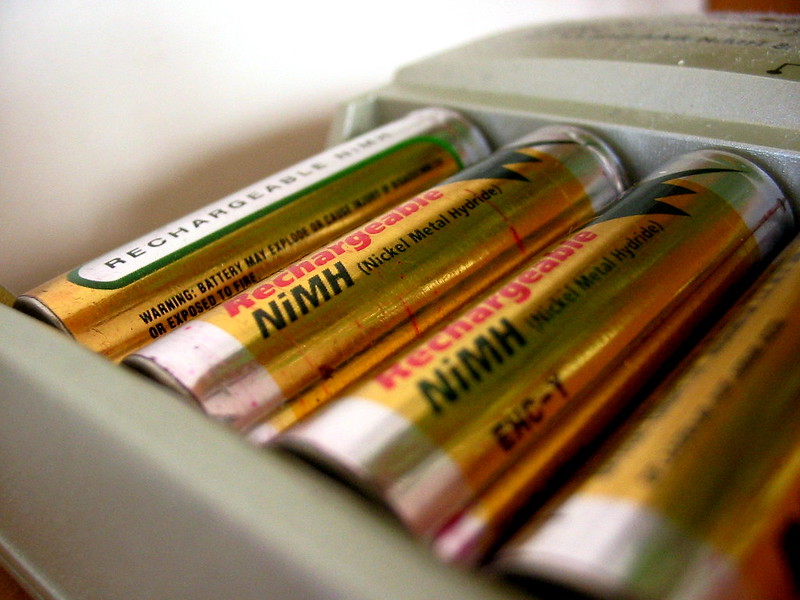 RECHARGEABLE NiMH
WARNING: BATTERY MAY EXPLODE OR CAUSE INJURY IF
OR EXPOSED TO FIRE
Rechargeable
NiMH (Nickel Metal Hydride)
Rechargeable
NiMH (Nickel Metal Hydride)
EHC-Y